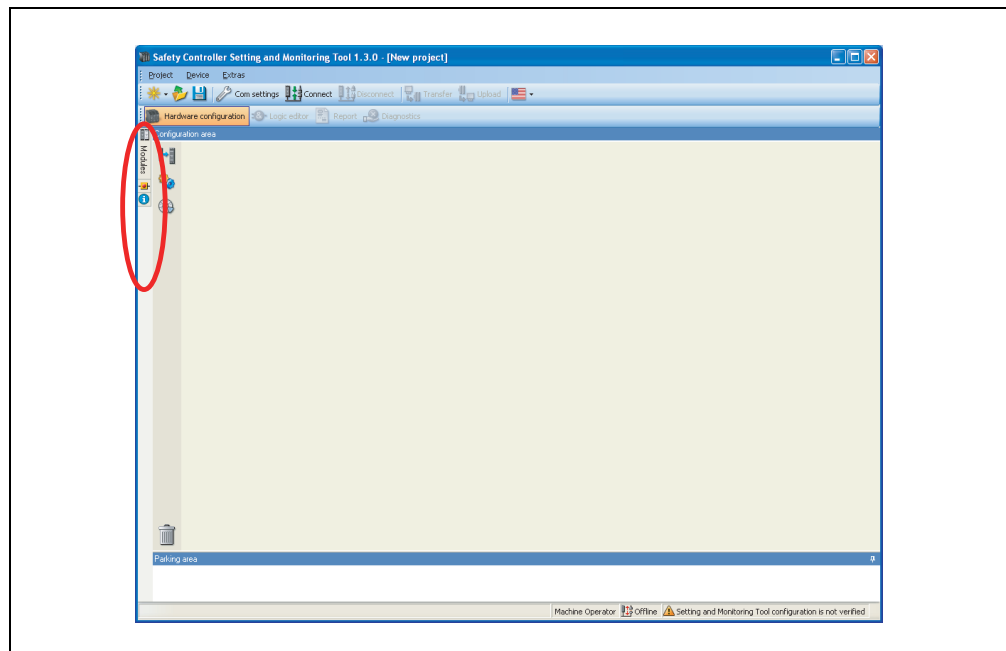 Safety Controller Setting and Monitoring Tool 1.3.0 - [New project]
Project Device Extras
Com settings Connect Disconnect Transfer Upload
Hardware configuration Logic editor Report Diagnostics
Configuration area
Modules
Parking area
Machine Operator Offline Setting and Monitoring Tool configuration is not verified